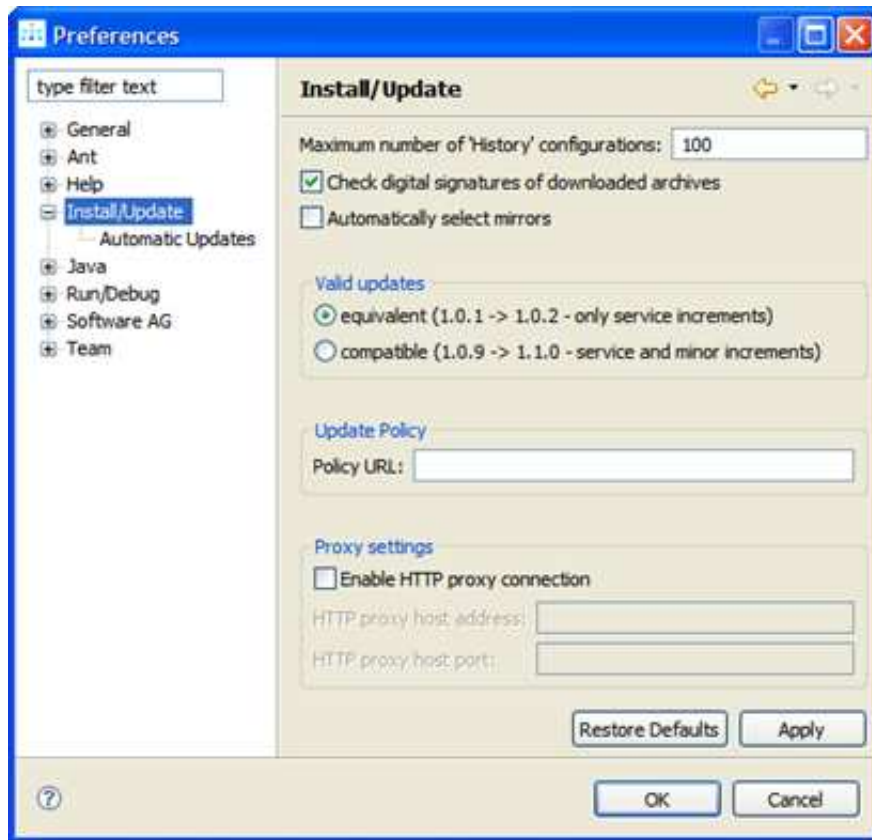 Preferences
type filter text
General
Ant
Help
Install/Update
Automatic Updates
Java
Run/Debug
Software AG
Team
Install/Update
Maximum number of 'History' configurations: 100
Check digital signatures of downloaded archives
Automatically select mirrors
Valid updates
equivalent (1.0.1 -> 1.0.2 - only service increments)
compatible (1.0.9 -> 1.1.0 - service and minor increments)
Update Policy
Policy URL:
Proxy settings
Enable HTTP proxy connection
HTTP proxy host address:
HTTP proxy host port:
Restore Defaults Apply
? OK Cancel